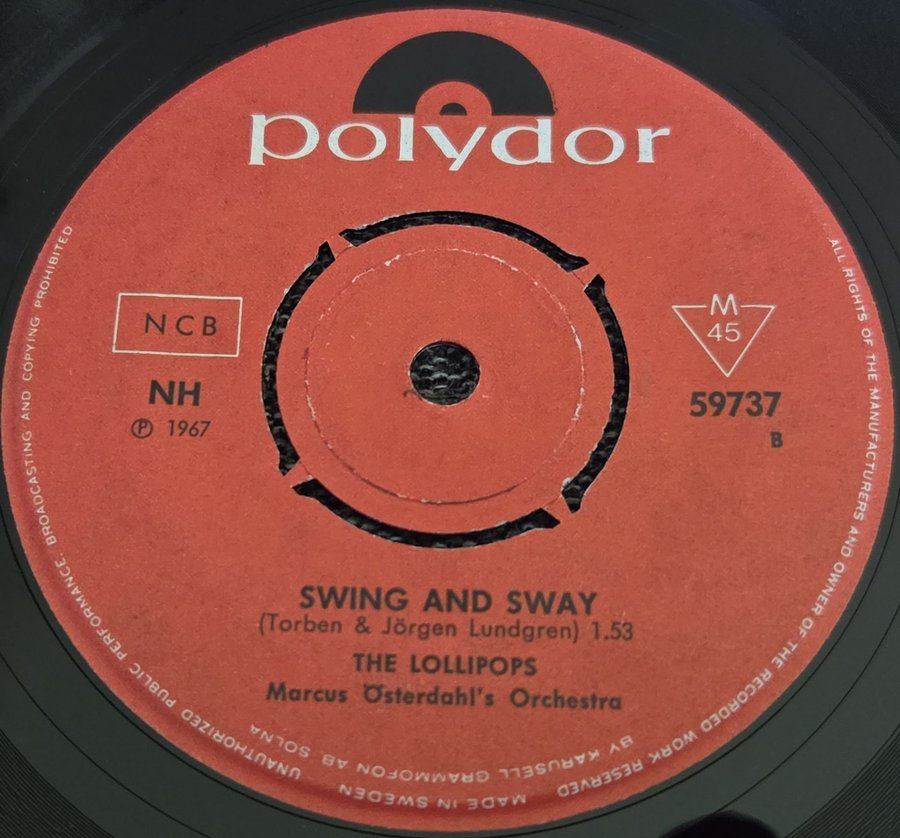 polydor
NCB
NH
℗ 1967
M
45
59737
B
SWING AND SWAY
(Torben & Jörgen Lundgren) 1.53
THE LOLLIPOPS
Marcus Österdahl's Orchestra
ALL RIGHTS OF THE MANUFACTURERS AND OWNER OF THE RECORDED WORK RESERVED
UNAUTHORIZED PUBLIC PERFORMANCE, BROADCASTING AND COPYING PROHIBITED
BY KARUSELL GRAMMOFON AB SOLNA
MADE IN SWEDEN